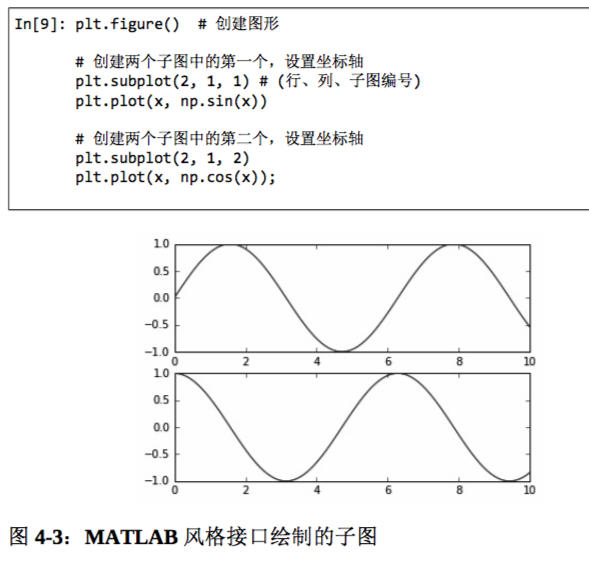 In[9]: plt.figure()  # 创建图形
# 创建两个子图中的第一个，设置坐标轴
plt.subplot(2, 1, 1) # (行、列、子图编号)
plt.plot(x, np.sin(x))
# 创建两个子图中的第二个，设置坐标轴
plt.subplot(2, 1, 2)
plt.plot(x, np.cos(x));
1.0
0.5
0.0
−0.5
−1.0
0 2 4 6 8 10
1.0
0.5
0.0
−0.5
−1.0
0 2 4 6 8 10
图 4-3：MATLAB 风格接口绘制的子图